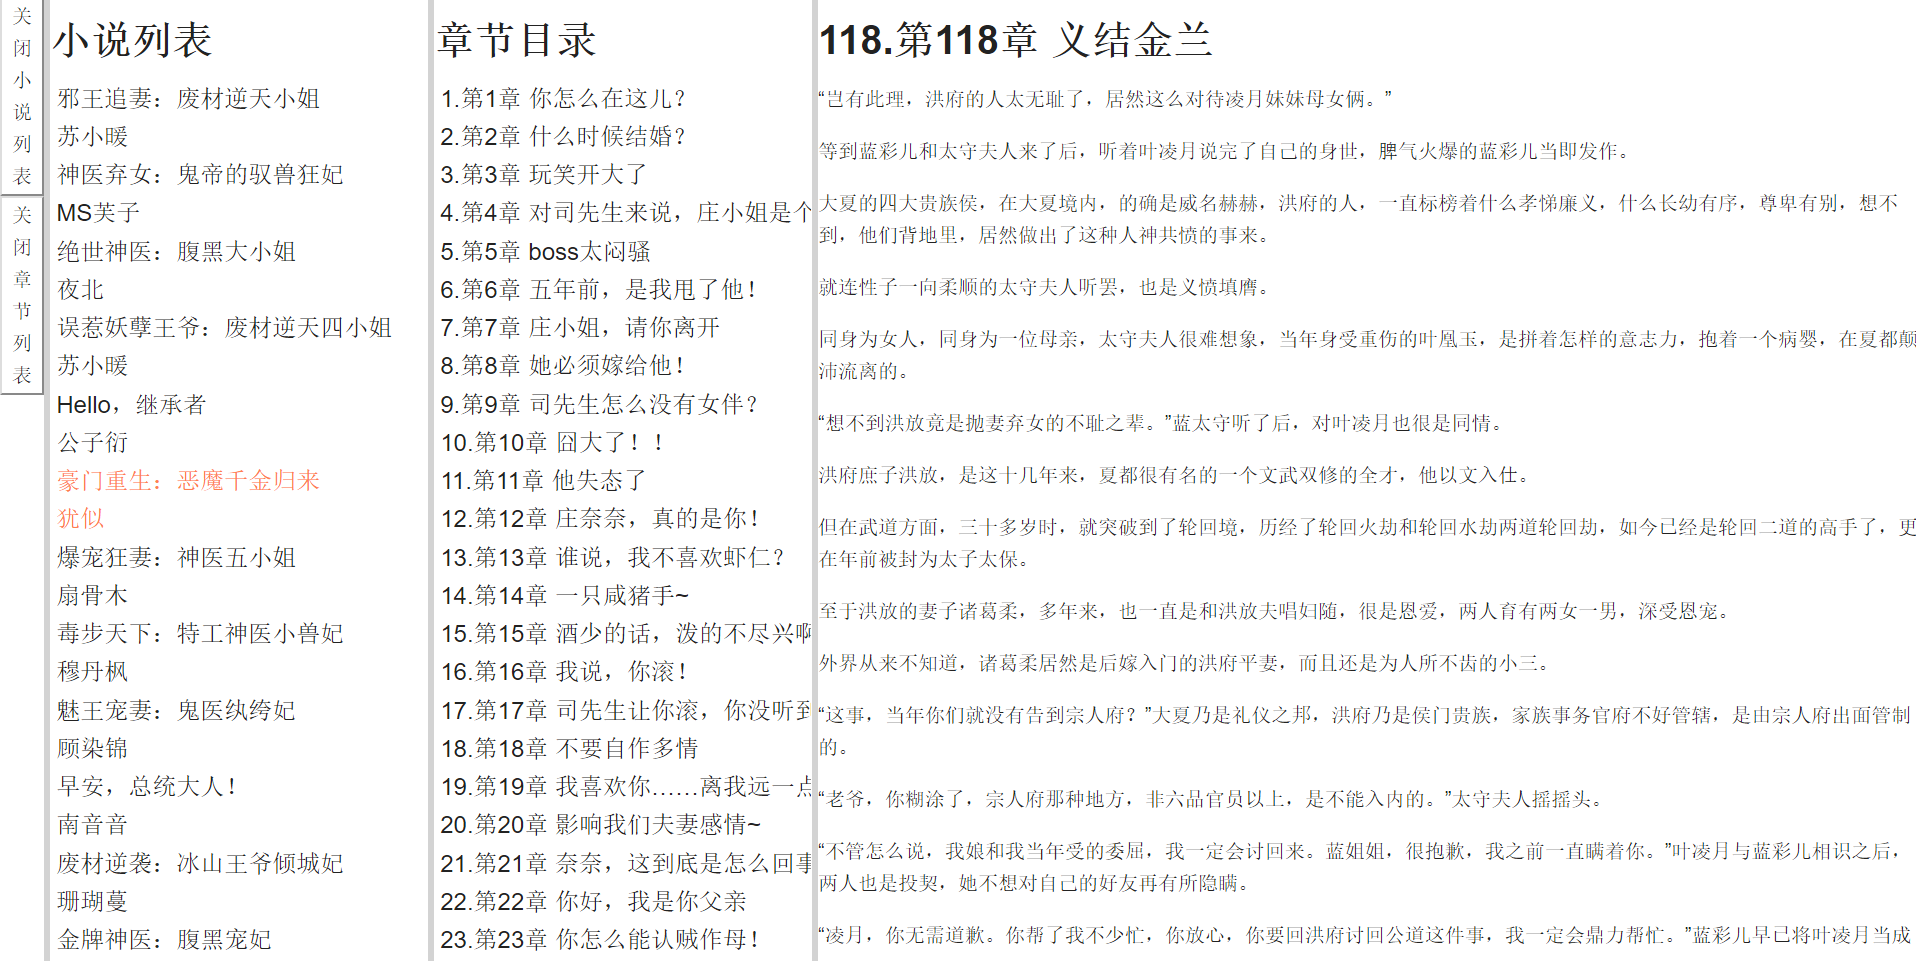 关
闭
小
说
列
表
关
闭
章
节
列
表
小说列表
邪王追妻：废材逆天小姐
苏小暖
神医弃女：鬼帝的驭兽狂妃
MS芙子
绝世神医：腹黑大小姐
夜北
误惹妖孽王爷：废材逆天四小姐
苏小暖
Hello，继承者
公子衍
豪门重生：恶魔千金归来
犹似
爆宠狂妻：神医五小姐
扇骨木
毒步天下：特工神医小兽妃
穆丹枫
魅王宠妻：鬼医纨绔妃
顾染锦
早安，总统大人！
南音音
废材逆袭：冰山王爷倾城妃
珊瑚蔓
金牌神医：腹黑宠妃
章节目录
1.第1章 你怎么在这儿？
2.第2章 什么时候结婚？
3.第3章 玩笑开大了
4.第4章 对司先生来说，庄小姐是个
5.第5章 boss太闷骚
6.第6章 五年前，是我甩了他！
7.第7章 庄小姐，请你离开
8.第8章 她必须嫁给他！
9.第9章 司先生怎么没有女伴？
10.第10章 囧大了！！
11.第11章 他失态了
12.第12章 庄奈奈，真的是你！
13.第13章 谁说，我不喜欢虾仁？
14.第14章 一只咸猪手~
15.第15章 酒少的话，泼的不尽兴啊
16.第16章 我说，你滚！
17.第17章 司先生让你滚，你没听到
18.第18章 不要自作多情
19.第19章 我喜欢你……离我远一点
20.第20章 影响我们夫妻感情~
21.第21章 奈奈，这到底是怎么回事
22.第22章 你好，我是你父亲
23.第23章 你怎么能认贼作母！
118.第118章 义结金兰
“岂有此理，洪府的人太无耻了，居然这么对待凌月妹妹母女俩。”
等到蓝彩儿和太守夫人来了后，听着叶凌月说完了自己的身世，脾气火爆的蓝彩儿当即发作。
大夏的四大贵族侯，在大夏境内，的确是威名赫赫，洪府的人，一直标榜着什么孝悌廉义，什么长幼有序，尊卑有别，想不
到，他们背地里，居然做出了这种人神共愤的事来。
就连性子一向柔顺的太守夫人听罢，也是义愤填膺。
同身为女人，同身为一位母亲，太守夫人很难想象，当年身受重伤的叶凰玉，是拼着怎样的意志力，抱着一个病婴，在夏都颠
沛流离的。
“想不到洪放竟是抛妻弃女的不耻之辈。”蓝太守听了后，对叶凌月也很是同情。
洪府庶子洪放，是这十几年来，夏都很有名的一个文武双修的全才，他以文入仕。
但在武道方面，三十多岁时，就突破到了轮回境，历经了轮回火劫和轮回水劫两道轮回劫，如今已经是轮回二道的高手了，更
在年前被封为太子太保。
至于洪放的妻子诸葛柔，多年来，也一直是和洪放夫唱妇随，很是恩爱，两人育有两女一男，深受恩宠。
外界从来不知道，诸葛柔居然是后嫁入门的洪府平妻，而且还是为人所不齿的小三。
“这事，当年你们就没有告到宗人府？”大夏乃是礼仪之邦，洪府乃是侯门贵族，家族事务官府不好管辖，是由宗人府出面管制
的。
“老爷，你糊涂了，宗人府那种地方，非六品官员以上，是不能入内的。”太守夫人摇摇头。
“不管怎么说，我娘和我当年受的委屈，我一定会讨回来。蓝姐姐，很抱歉，我之前一直瞒着你。”叶凌月与蓝彩儿相识之后，
两人也是投契，她不想对自己的好友再有所隐瞒。
“凌月，你无需道歉。你帮了我不少忙，你放心，你要回洪府讨回公道这件事，我一定会鼎力帮忙。”蓝彩儿早已将叶凌月当成